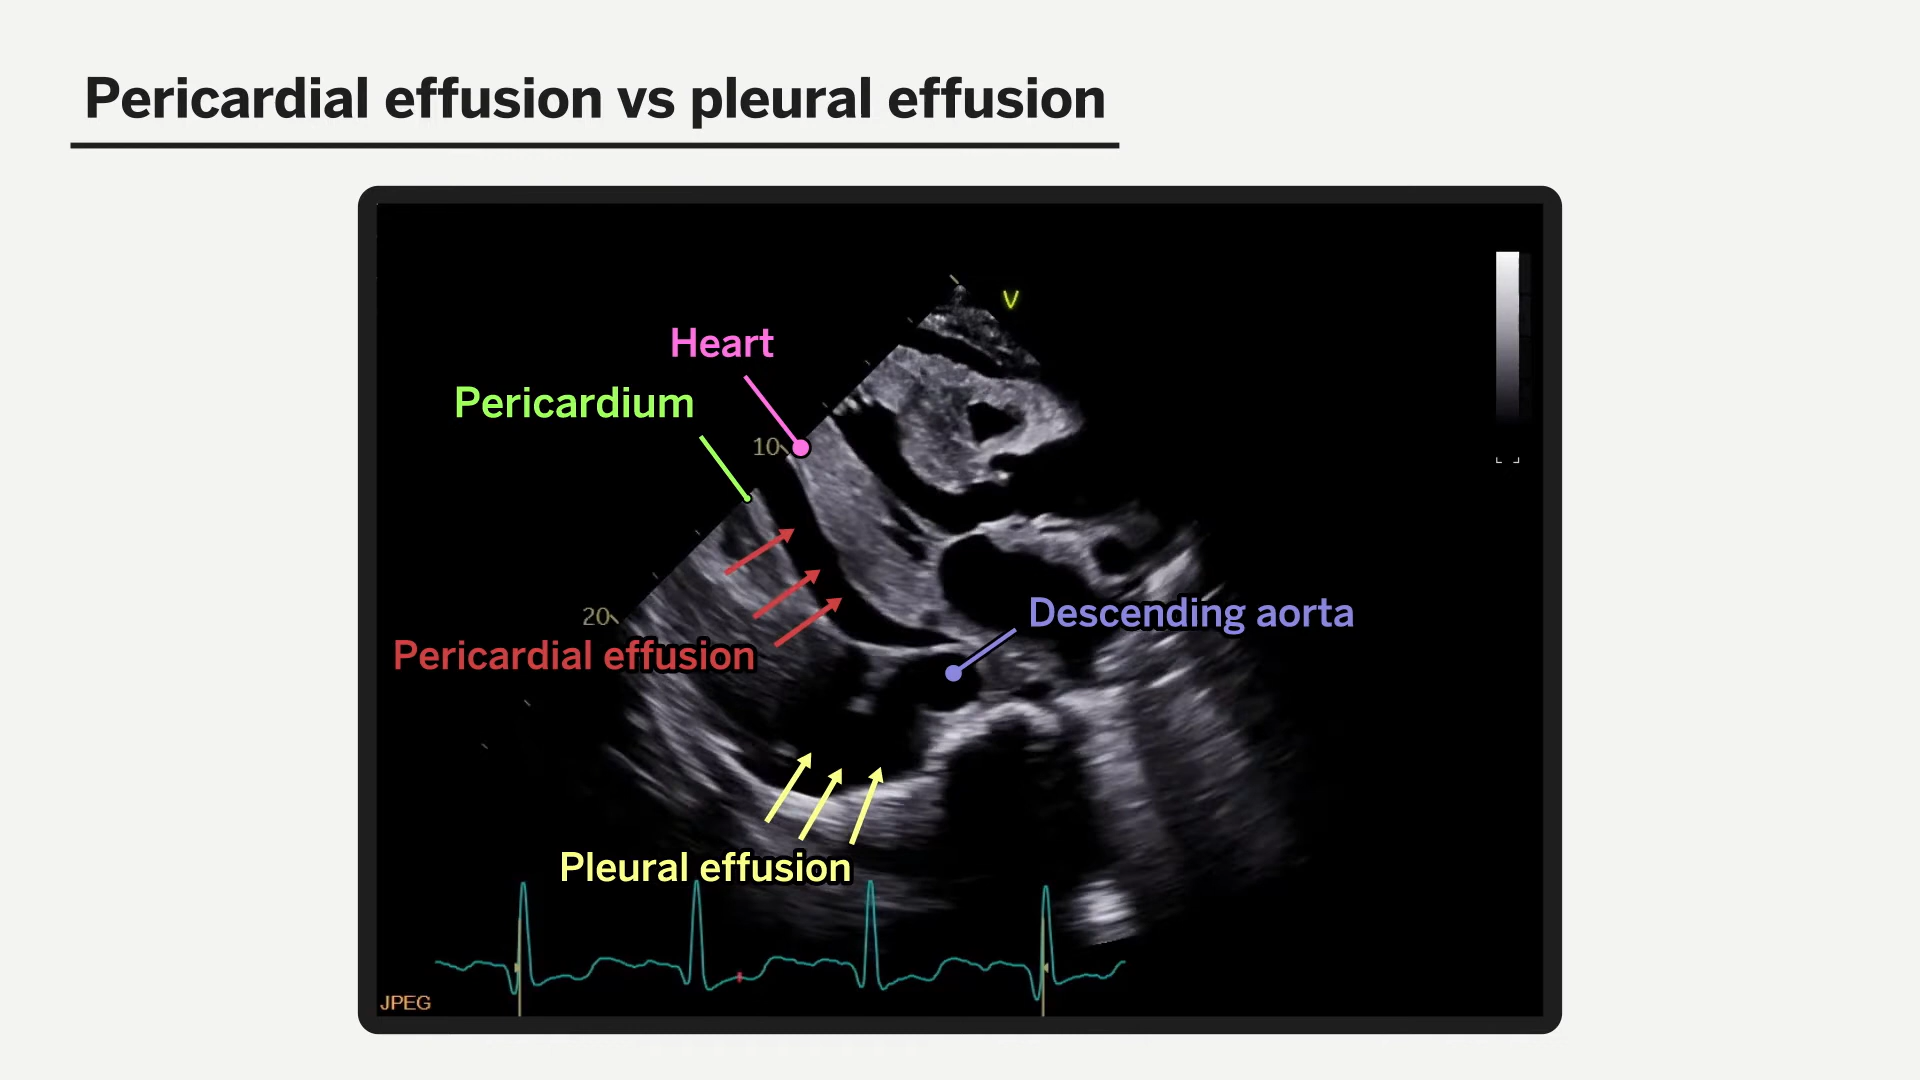 Pericardial effusion vs pleural effusion
V
Heart
Pericardium
10
Descending aorta
20
Pericardial effusion
Pleural effusion
JPEG